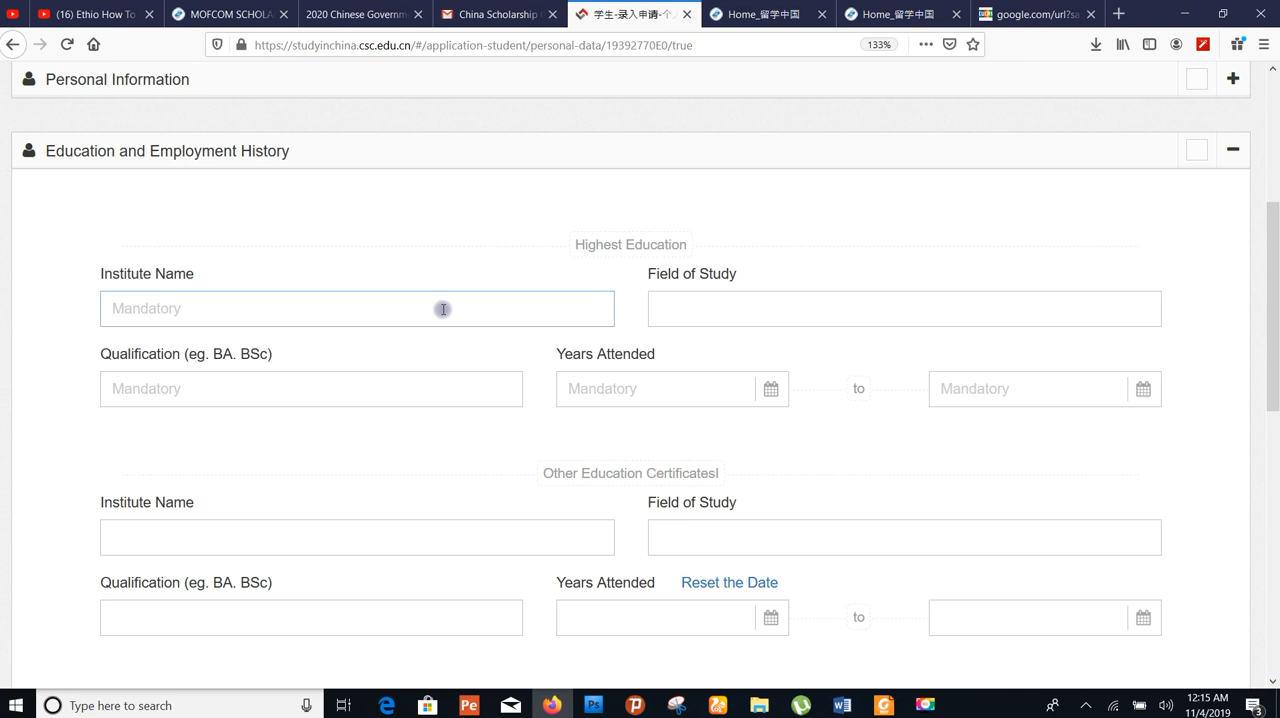 (16) Ethio How To
MOFCOM SCHOLA
2020 Chinese Governm
China Scholarship C
学生-录入申请-个人
Home_留学中国
Home_留学中国
google.com/url?sa
https://studyinchina.csc.edu.cn/#/application-student/personal-data/19392770E0/true
133%
Personal Information
Education and Employment History
Highest Education
Institute Name
Field of Study
Mandatory
Qualification (eg. BA. BSc)
Years Attended
Mandatory
Mandatory
to
Mandatory
Other Education Certificates!
Institute Name
Field of Study
Qualification (eg. BA. BSc)
Years Attended
Reset the Date
to
Type here to search
12:15 AM
11/4/2019
3